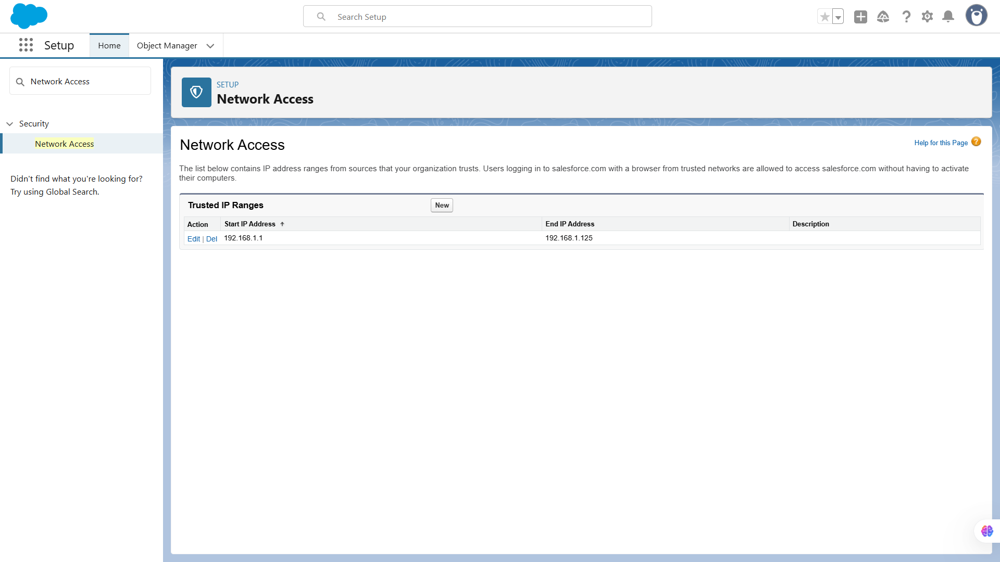 Search Setup
Setup
Home
Object Manager
Network Access
Security
Network Access
Didn't find what you're looking for?
Try using Global Search.
SETUP
Network Access
Network Access
Help for this Page
The list below contains IP address ranges from sources that your organization trusts. Users logging in to salesforce.com with a browser from trusted networks are allowed to access salesforce.com without having to activate
their computers.
Trusted IP Ranges
New
Action Start IP Address End IP Address Description
Edit | Del 192.168.1.1 192.168.1.125